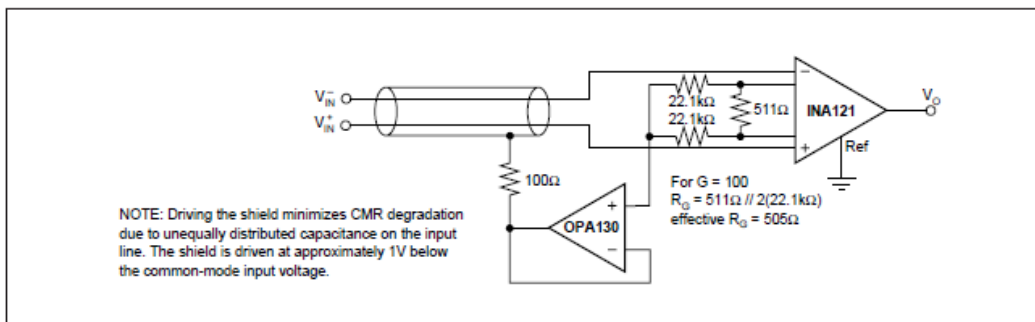 V⁻IN
V⁺IN
22.1kΩ
22.1kΩ
511Ω
INA121
−
+
VO
Ref
100Ω
+
−
OPA130
For G = 100
RG = 511Ω // 2(22.1kΩ)
effective RG = 505Ω
NOTE: Driving the shield minimizes CMR degradation
due to unequally distributed capacitance on the input
line. The shield is driven at approximately 1V below
the common-mode input voltage.